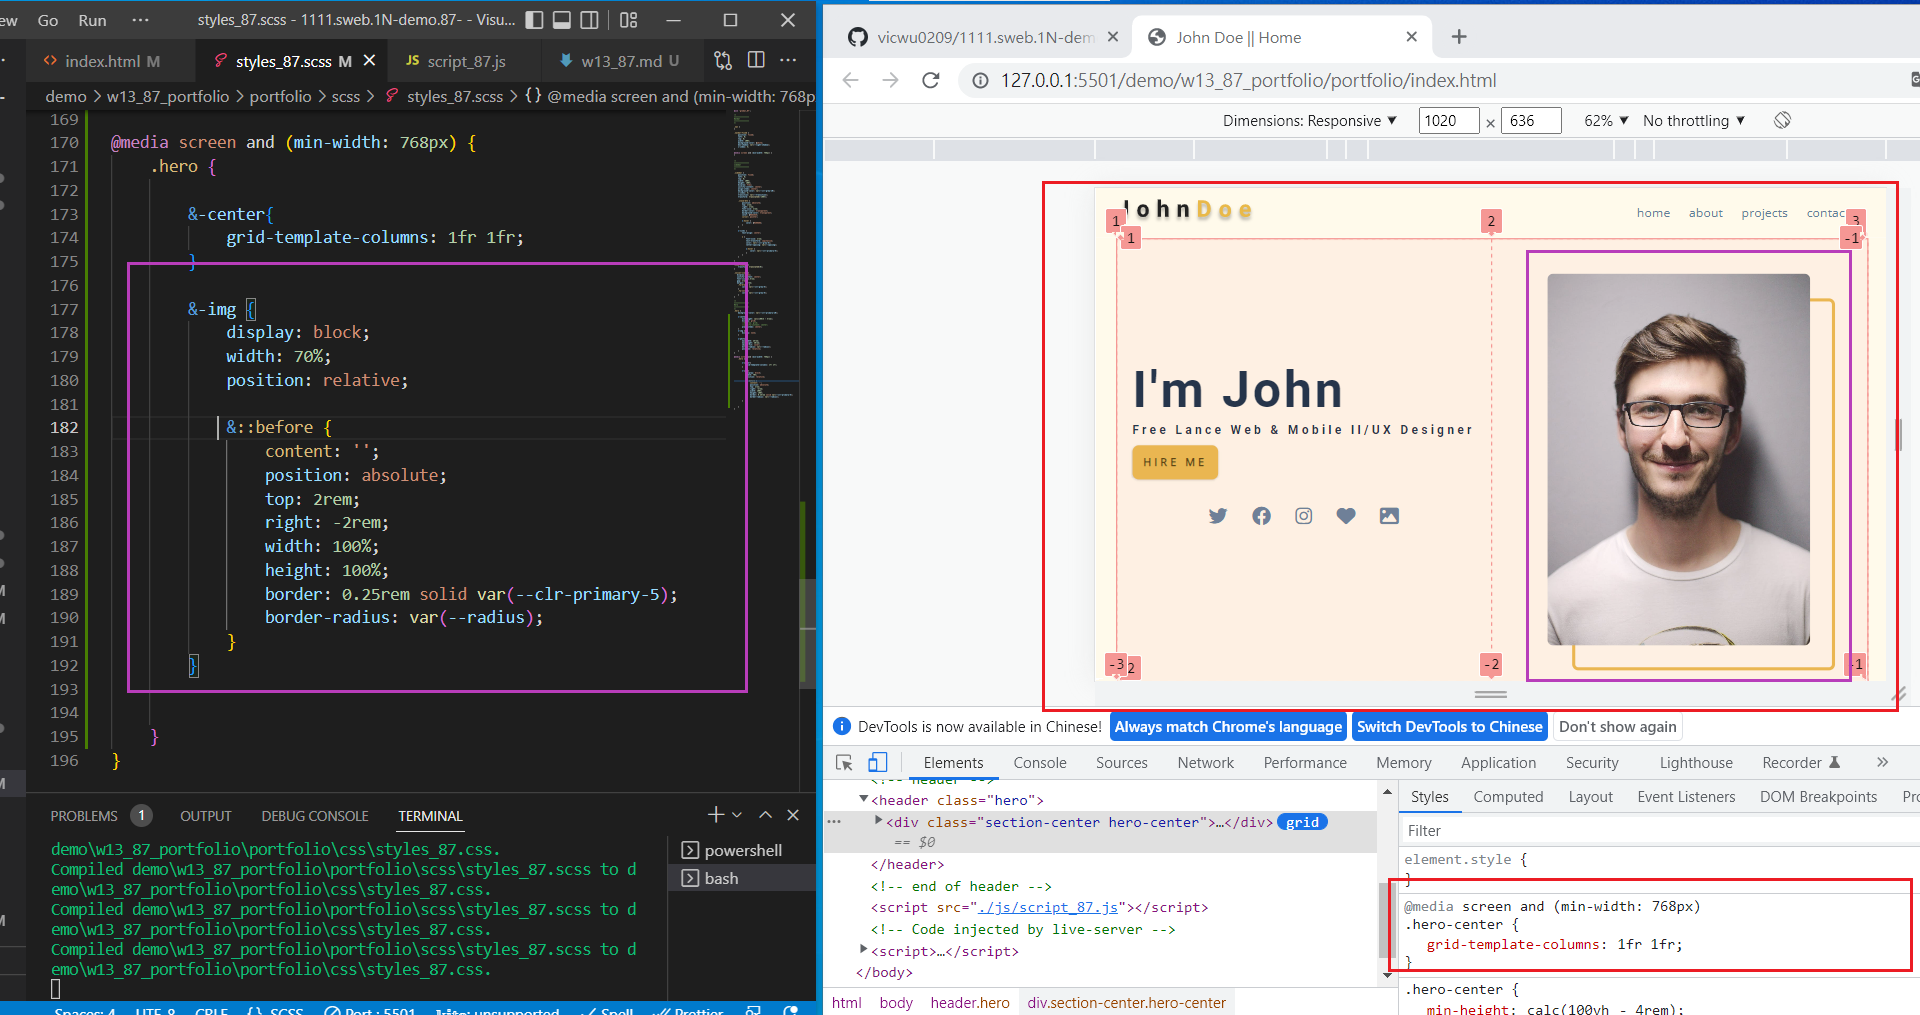 ew Go Run ··· styles_87.scss - 1111.sweb.1N-demo.87- - Visu...
index.html M
styles_87.scss M
JS script_87.js
w13_87.md U
demo > w13_87_portfolio > portfolio > scss > styles_87.scss > {} @media screen and (min-width: 768p
169
170 @media screen and (min-width: 768px) {
171 .hero {
172
173 &-center{
174 grid-template-columns: 1fr 1fr;
175 }
176
177 &-img {
178 display: block;
179 width: 70%;
180 position: relative;
181
182 &::before {
183 content: '';
184 position: absolute;
185 top: 2rem;
186 right: -2rem;
187 width: 100%;
188 height: 100%;
189 border: 0.25rem solid var(--clr-primary-5);
190 border-radius: var(--radius);
191 }
192 }
193
194
195 }
196 }
PROBLEMS 1 OUTPUT DEBUG CONSOLE TERMINAL
demo\w13_87_portfolio\portfolio\css\styles_87.css.
Compiled demo\w13_87_portfolio\portfolio\scss\styles_87.scss to d
emo\w13_87_portfolio\portfolio\css\styles_87.css.
Compiled demo\w13_87_portfolio\portfolio\scss\styles_87.scss to d
emo\w13_87_portfolio\portfolio\css\styles_87.css.
Compiled demo\w13_87_portfolio\portfolio\scss\styles_87.scss to d
emo\w13_87_portfolio\portfolio\css\styles_87.css.
powershell
bash
Spaces: 4 UTF-8 CRLF {} SCSS Port : 5501 unsupported Spell Prettier
vicwu0209/1111.sweb.1N-dem
John Doe || Home
127.0.0.1:5501/demo/w13_87_portfolio/portfolio/index.html
Dimensions: Responsive ▼ 1020 × 636 62% ▼ No throttling ▼
JohnDoe
home about projects contac
1 2 3
1 -1
I'm John
Free Lance Web & Mobile II/UX Designer
HIRE ME
-3 2 -2 -1
DevTools is now available in Chinese! Always match Chrome's language Switch DevTools to Chinese Don't show again
Elements Console Sources Network Performance Memory Application Security Lighthouse Recorder
<!-- header -->
<header class="hero">
<div class="section-center hero-center">…</div> grid
== $0
</header>
<!-- end of header -->
<script src="./js/script_87.js"></script>
<!-- Code injected by live-server -->
<script>…</script>
</body>
html body header.hero div.section-center.hero-center
Styles Computed Layout Event Listeners DOM Breakpoints Pro
Filter
element.style {
}
@media screen and (min-width: 768px)
.hero-center {
grid-template-columns: 1fr 1fr;
}
.hero-center {
min-height: calc(100vh - 4rem);